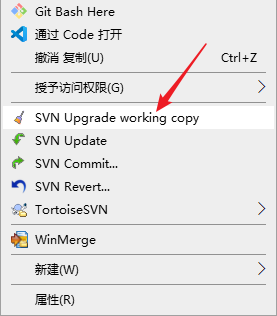 Git Bash Here
通过 Code 打开
撤消 复制(U) Ctrl+Z
授予访问权限(G)
SVN Upgrade working copy
SVN Update
SVN Commit...
SVN Revert...
TortoiseSVN
WinMerge
新建(W)
属性(R)